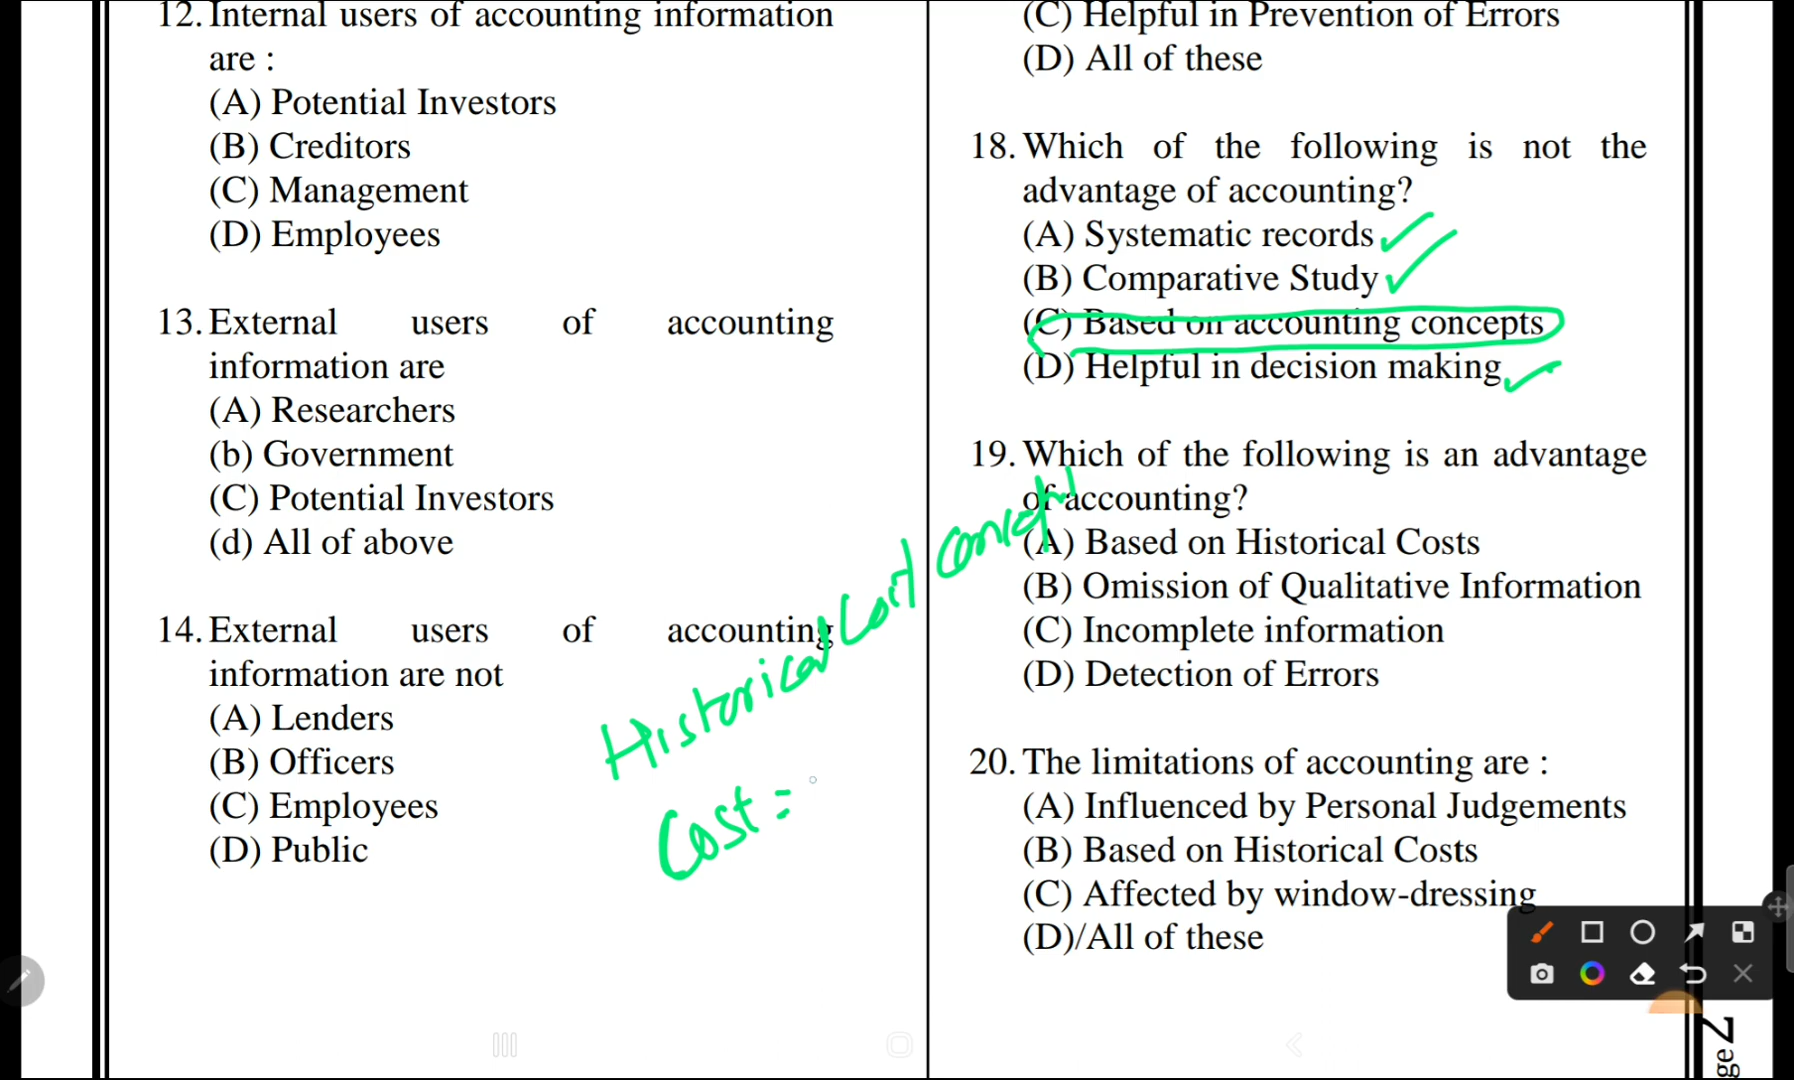 12. Internal users of accounting information
are :
(A) Potential Investors
(B) Creditors
(C) Management
(D) Employees
13. External users of accounting
information are
(A) Researchers
(b) Government
(C) Potential Investors
(d) All of above
14. External users of accounting
information are not
(A) Lenders
(B) Officers
(C) Employees
(D) Public
Historical Cost
Cost =
(C) Helpful in Prevention of Errors
(D) All of these
18. Which of the following is not the
advantage of accounting?
(A) Systematic records
(B) Comparative Study
(C) Based on accounting concepts
(D) Helpful in decision making
19. Which of the following is an advantage
of accounting?
(A) Based on Historical Costs
(B) Omission of Qualitative Information
(C) Incomplete information
(D) Detection of Errors
20. The limitations of accounting are :
(A) Influenced by Personal Judgements
(B) Based on Historical Costs
(C) Affected by window-dressing
(D)/All of these